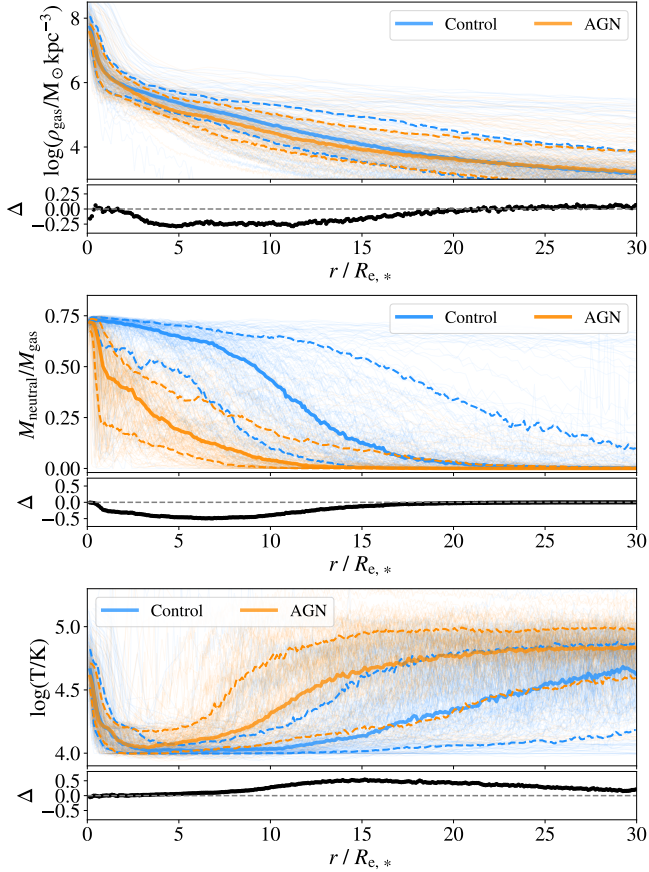 log(ρgas/M⊙kpc−3)
8
6
4
Control
AGN
Δ
0.25
0.00
−0.25
0 5 10 15 20 25 30
r / Re, *
Mneutral/Mgas
0.75
0.50
0.25
0.00
Control
AGN
Δ
0.5
0.0
−0.5
0 5 10 15 20 25 30
r / Re, *
log(T/K)
5.0
4.5
4.0
Control
AGN
Δ
0.5
0.0
−0.5
0 5 10 15 20 25 30
r / Re, *